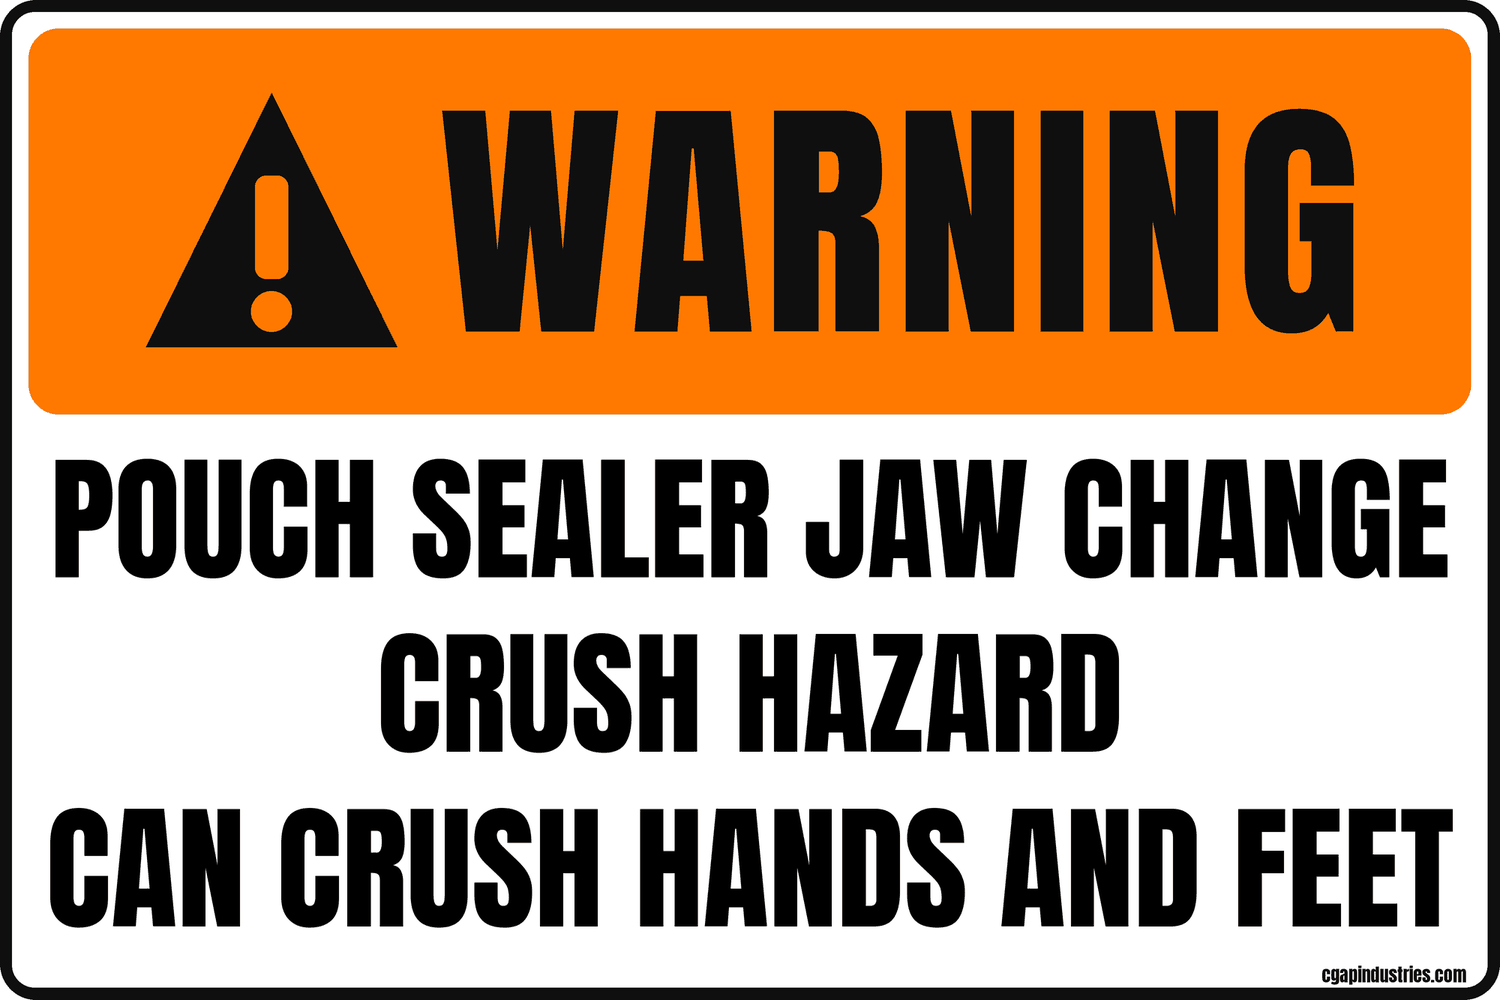 WARNING
POUCH SEALER JAW CHANGE
CRUSH HAZARD
CAN CRUSH HANDS AND FEET
cgapindustries.com